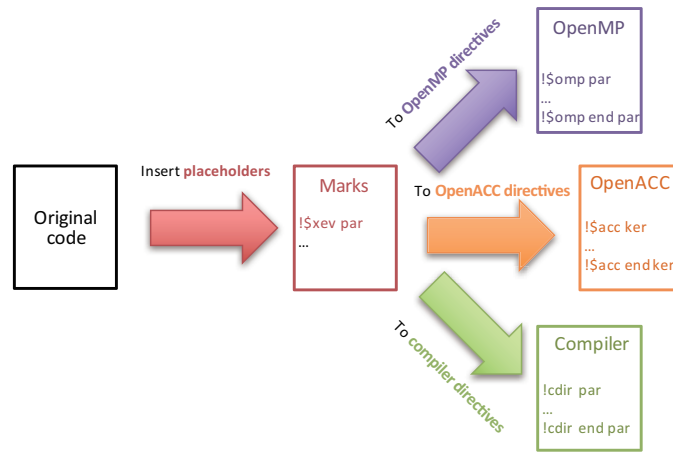 Original
code
Insert placeholders
Marks
!$xev par
…
To OpenMP directives
OpenMP
!$omp par
…
!$omp end par
To OpenACC directives
OpenACC
!$acc ker
…
!$acc end ker
To compiler directives
Compiler
!cdir par
…
!cdir end par